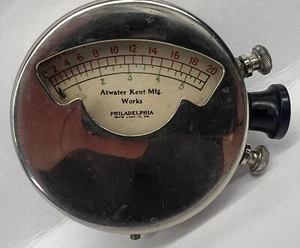 2 4 6 8 10 12 14 16 18 20
1 2 3 4 5
Atwater Kent Mfg.
Works
PHILADELPHIA